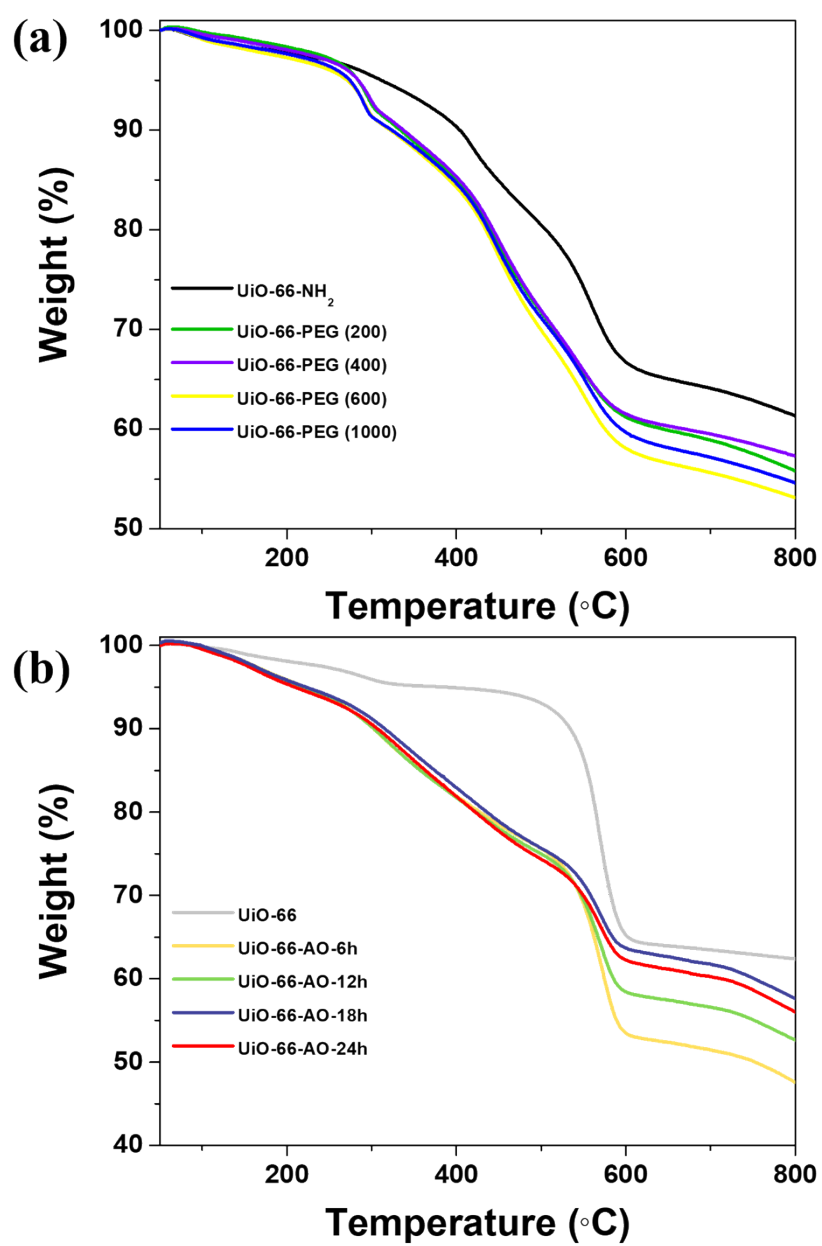 (a)
100
90
80
70
60
50
Weight (%)
UiO-66-NH₂
UiO-66-PEG (200)
UiO-66-PEG (400)
UiO-66-PEG (600)
UiO-66-PEG (1000)
200 400 600 800
Temperature (◦C)
(b)
100
90
80
70
60
50
40
Weight (%)
UiO-66
UiO-66-AO-6h
UiO-66-AO-12h
UiO-66-AO-18h
UiO-66-AO-24h
200 400 600 800
Temperature (◦C)